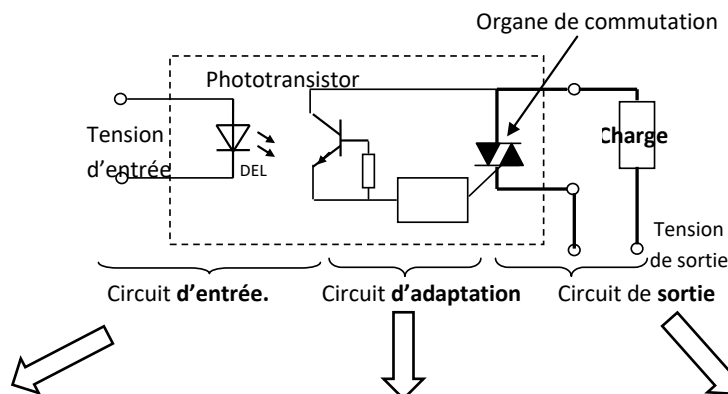 Organe de commutation
Phototransistor
Tension
d’entrée
DEL
Charge
Tension
de sortie
Circuit d’entrée.
Circuit d’adaptation
Circuit de sortie